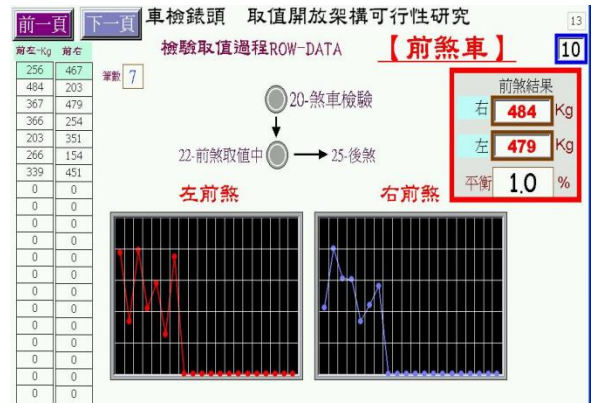 前一頁 下一頁 車檢錶頭 取值開放架構可行性研究 13
前左-Kg 前右 檢驗取值過程ROW-DATA 【前煞車】 10
256 467
484 203
367 479
366 254
203 351
266 154
339 451
0 0
0 0
0 0
0 0
0 0
0 0
0 0
0 0
0 0
0 0
0 0
0 0
0 0
筆數 7
20-煞車檢驗
22-前煞取值中 25-後煞
前煞結果
右 484 Kg
左 479 Kg
平衡 1.0 %
左前煞 右前煞